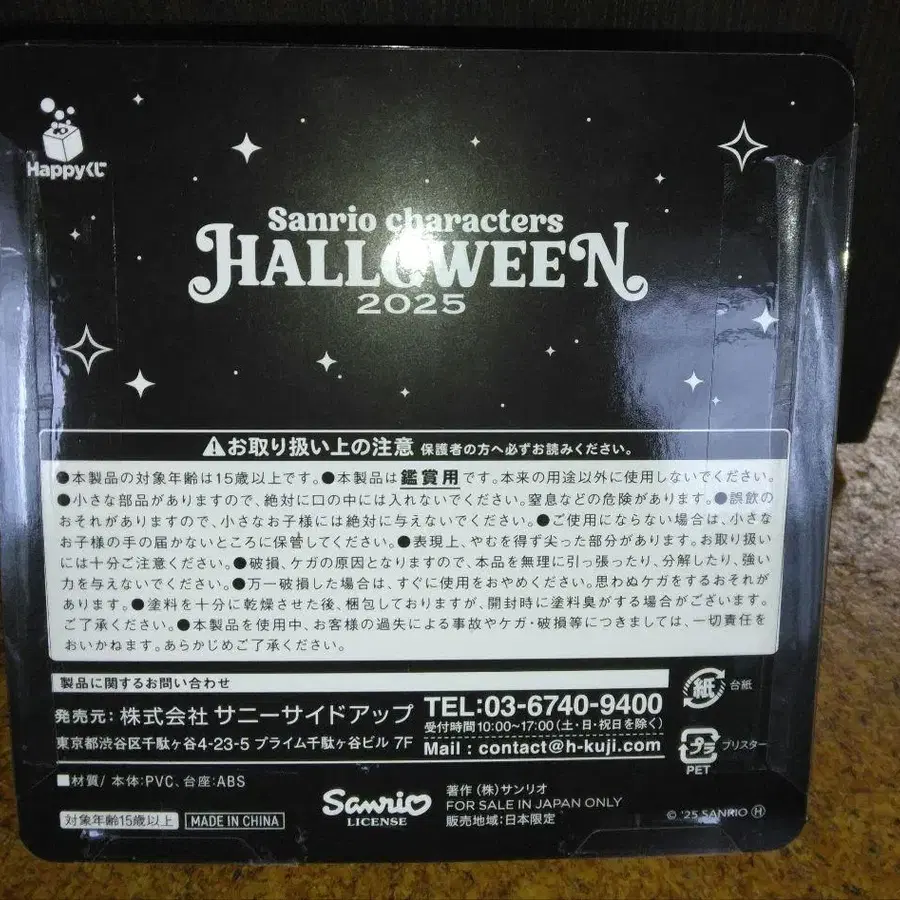 Happyくじ
Sanrio characters
HALLOWEEN
2025
⚠お取り扱い上の注意 保護者の方へ必ずお読みください。
●本製品の対象年齢は15歳以上です。●本製品は鑑賞用です。本来の用途以外に使用しないでください。
●小さな部品がありますので、絶対に口の中には入れないでください。窒息などの危険があります。●誤飲の
おそれがありますので、小さなお子様には絶対に与えないでください。●ご使用にならない場合は、小さな
お子様の手の届かないところに保管してください。●表現上、やむを得ず尖った部分があります。お取り扱い
には十分ご注意ください。●破損、ケガの原因となりますので、本品を無理に引っ張ったり、分解したり、強い
力を与えないでください。●万一破損した場合は、すぐに使用をおやめください。思わぬケガをするおそれが
あります。●塗料を十分に乾燥させた後、梱包しておりますが、開封時に塗料臭がする場合がございます。
ご了承ください。●本製品を使用中、お客様の過失による事故やケガ・破損等につきましては、一切責任を
おいかねます。あらかじめご了承ください。
製品に関するお問い合わせ
発売元:株式会社 サニーサイドアップ
東京都渋谷区千駄ヶ谷4-23-5 プライム千駄ヶ谷ビル 7F
TEL:03-6740-9400
受付時間10:00~17:00(土・日・祝日を除く)
Mail : contact@h-kuji.com
紙 台紙
プラ ブリスター
PET
■材質/ 本体:PVC、台座:ABS
対象年齢15歳以上 MADE IN CHINA
Sanrio
LICENSE
著作 (株)サンリオ
FOR SALE IN JAPAN ONLY
販売地域:日本限定
© '25 SANRIO Ⓗ